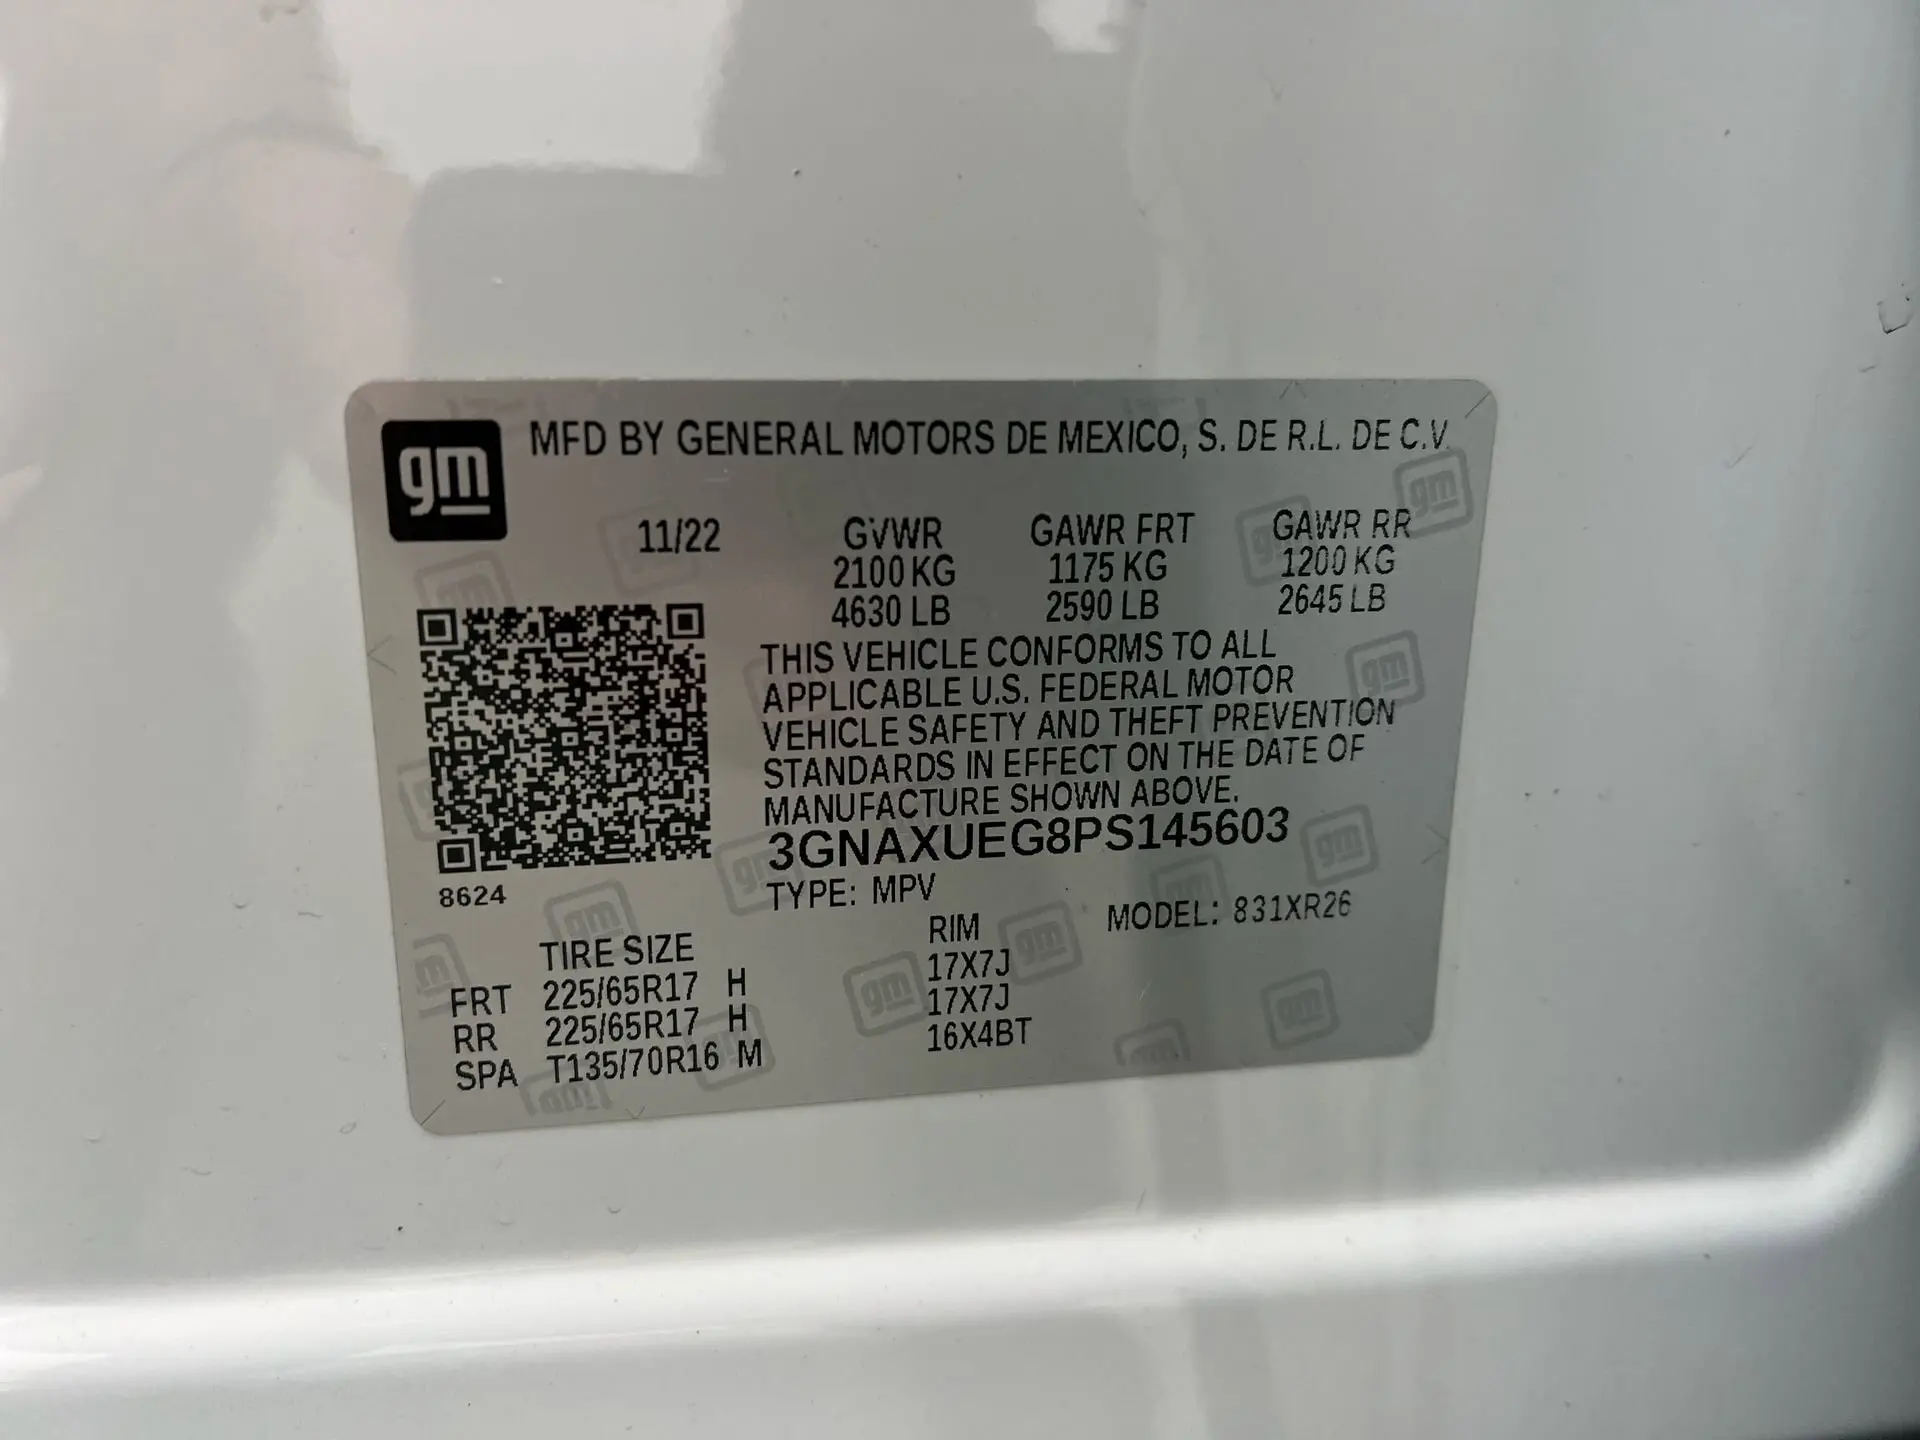 gm MFD BY GENERAL MOTORS DE MEXICO, S. DE R.L. DE C.V.
11/22 GVWR GAWR FRT GAWR RR
2100 KG 1175 KG 1200 KG
4630 LB 2590 LB 2645 LB
THIS VEHICLE CONFORMS TO ALL
APPLICABLE U.S. FEDERAL MOTOR
VEHICLE SAFETY AND THEFT PREVENTION
STANDARDS IN EFFECT ON THE DATE OF
MANUFACTURE SHOWN ABOVE.
3GNAXUEG8PS145603
8624
TYPE: MPV MODEL: 831XR26
TIRE SIZE RIM
FRT 225/65R17 H 17X7J
RR 225/65R17 H 17X7J
SPA T135/70R16 M 16X4BT